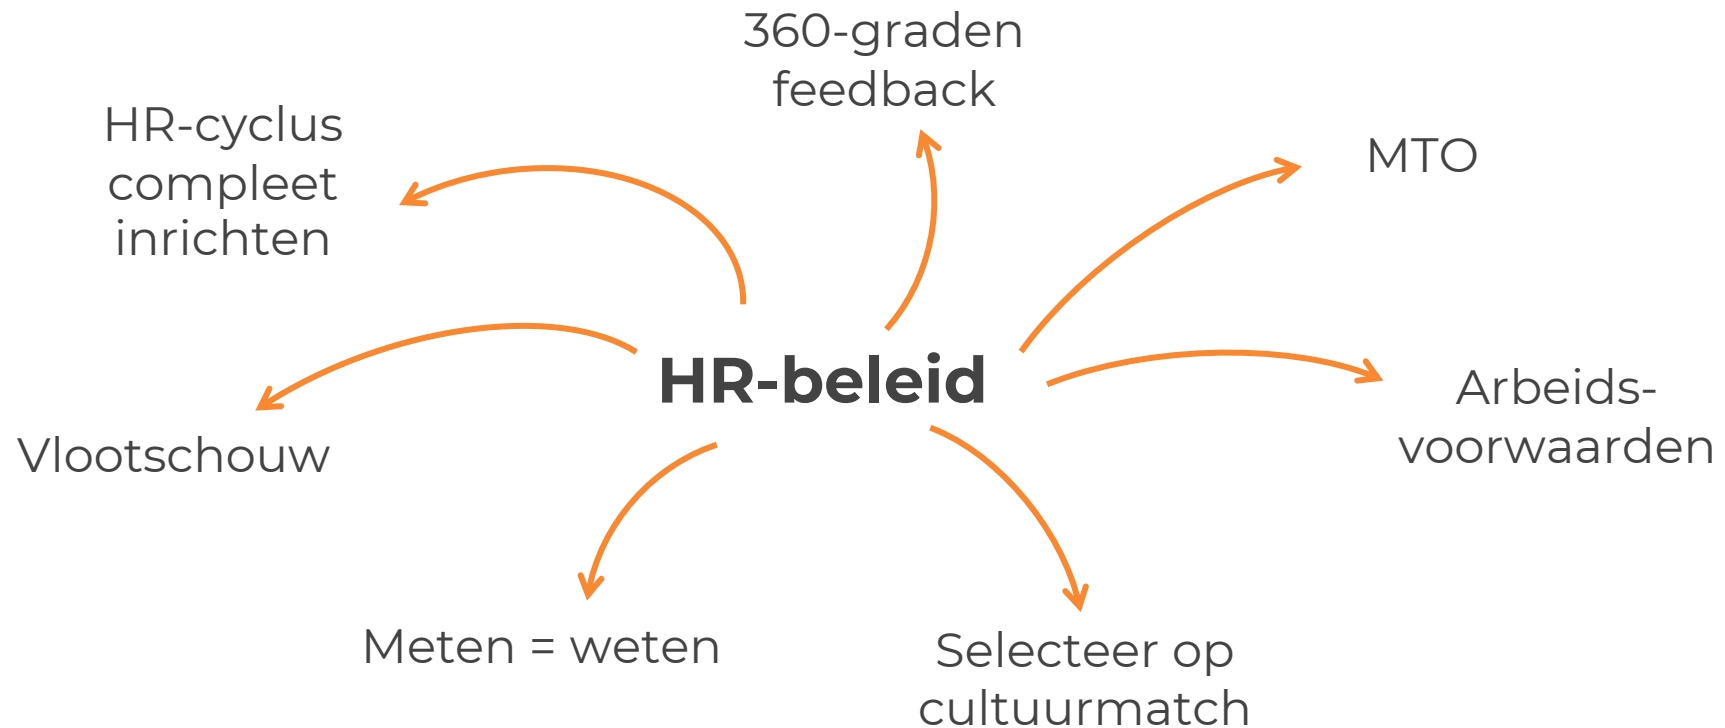 360-graden
feedback
HR-cyclus
compleet
inrichten
MTO
HR-beleid
Arbeids-
voorwaarden
Vlootschouw
Meten = weten
Selecteer op
cultuurmatch